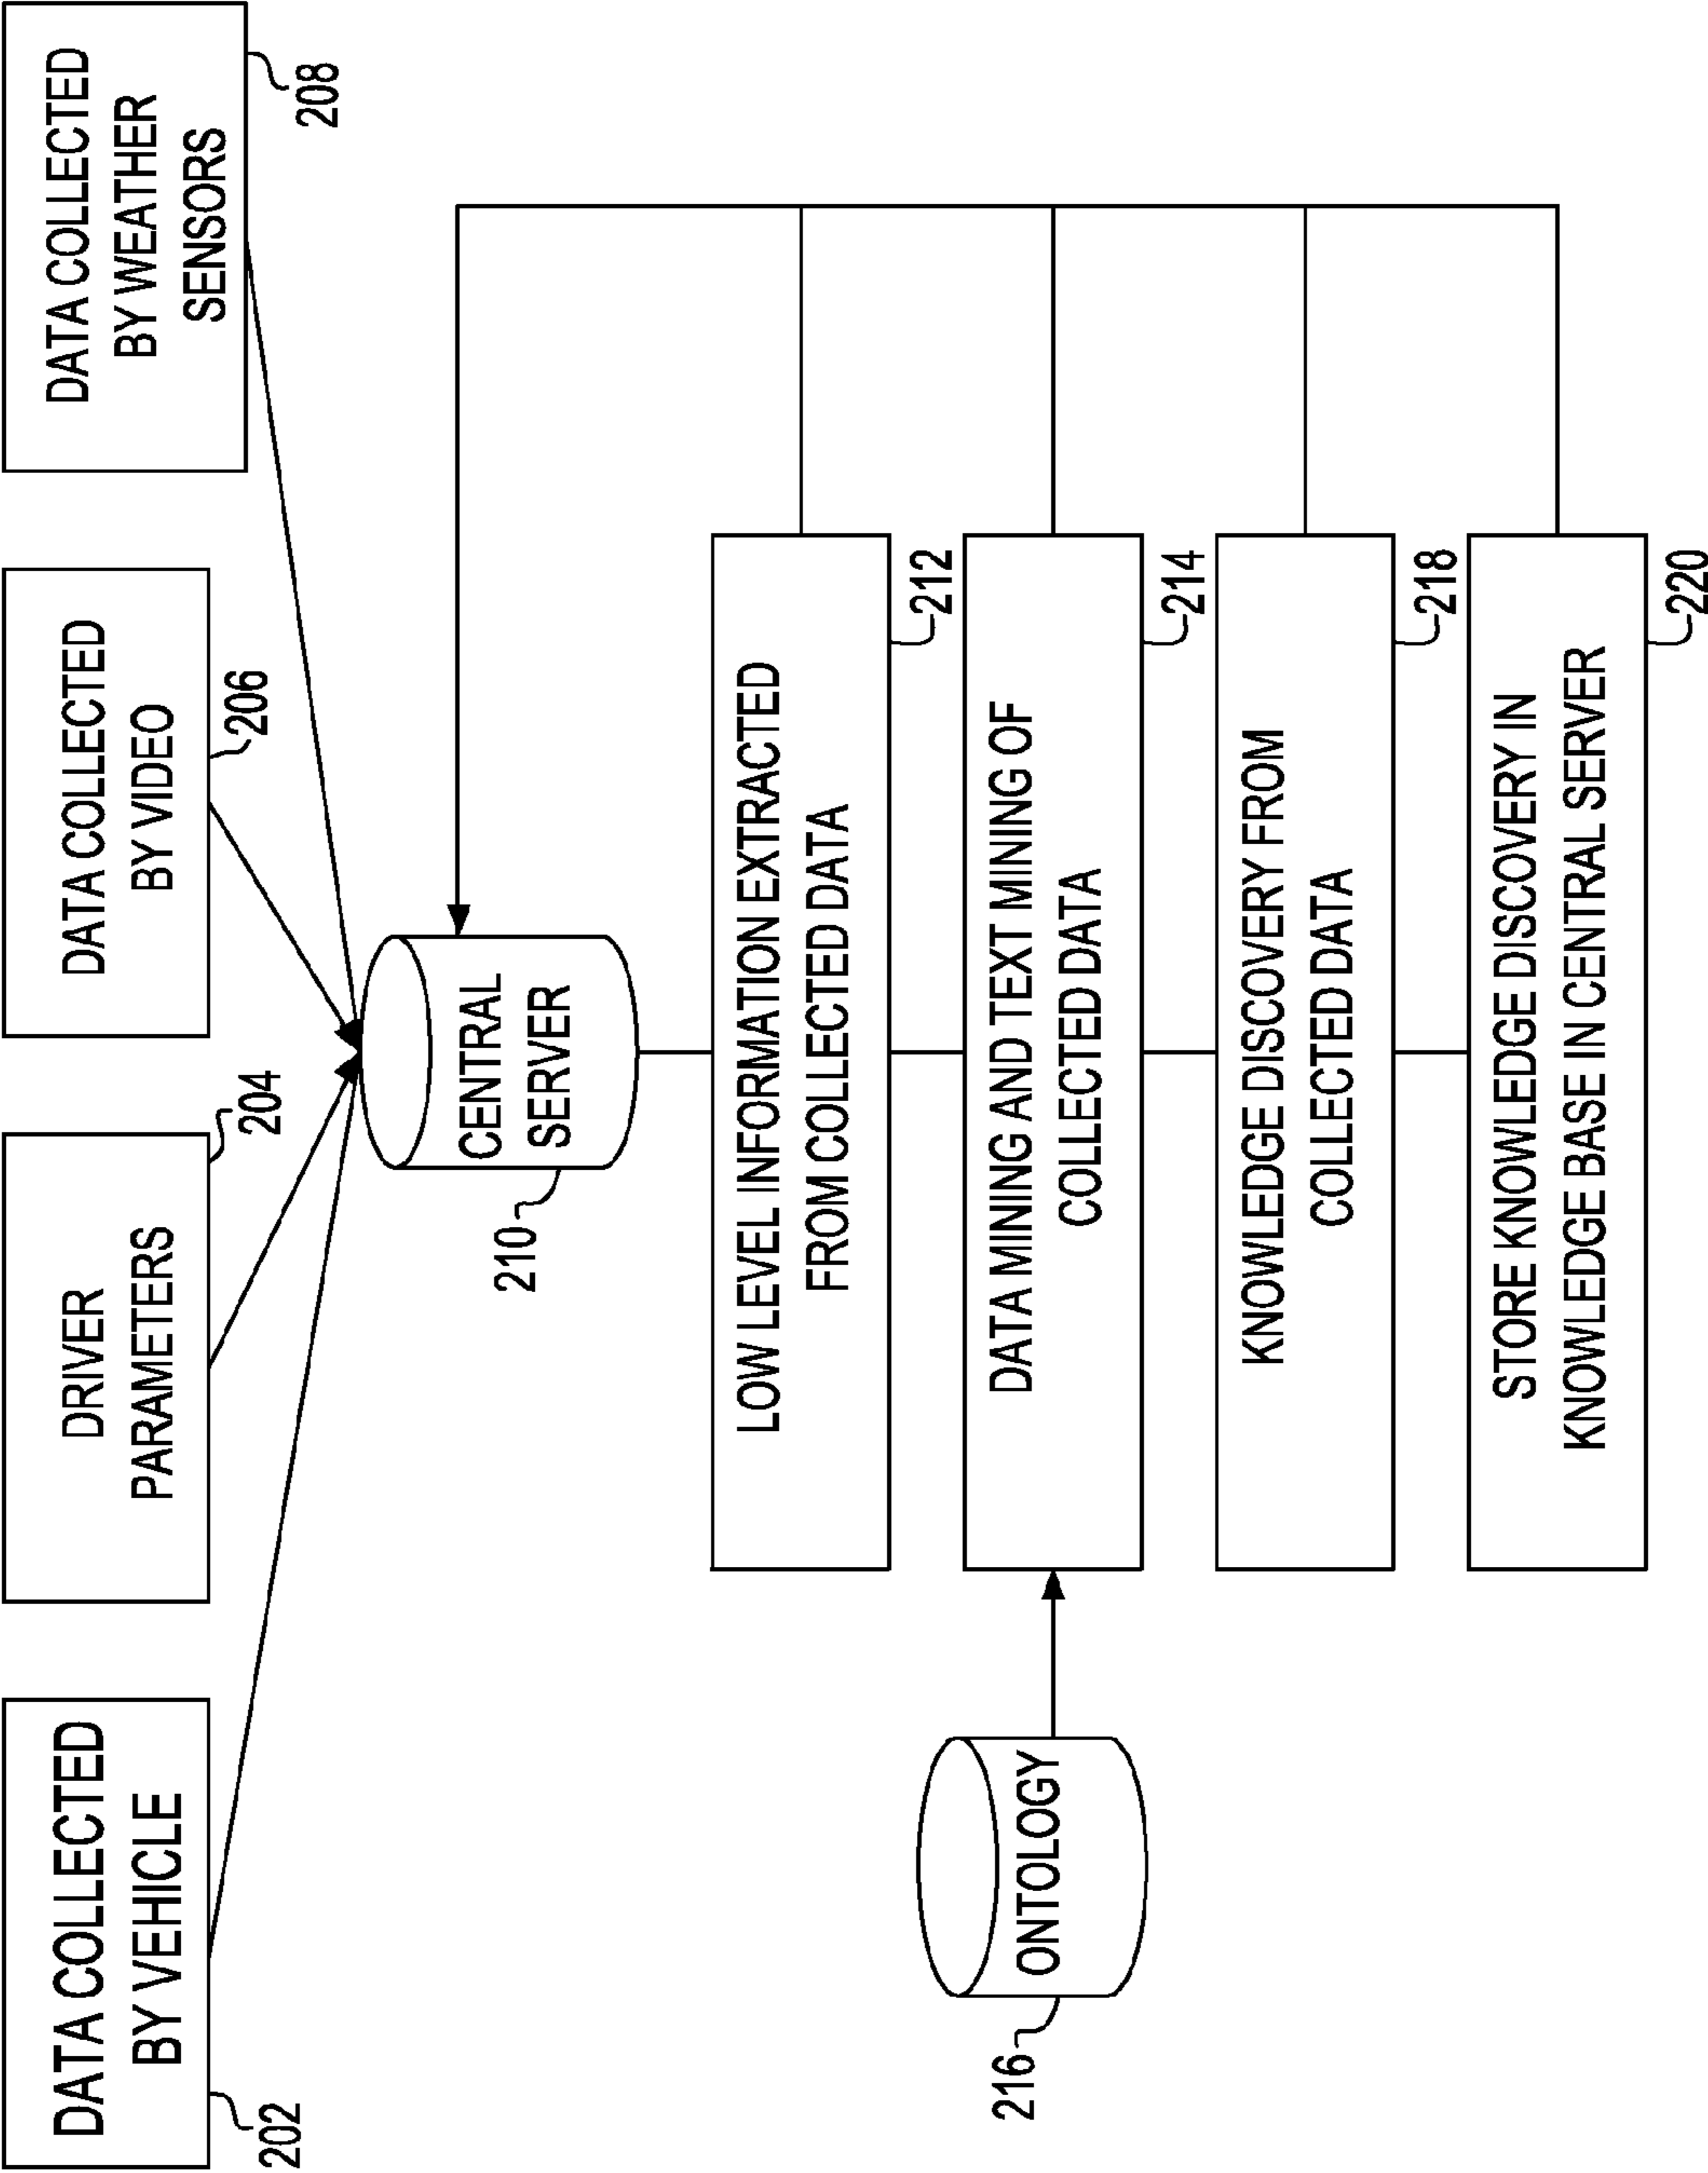 DATA COLLECTED
BY VEHICLE
202
DRIVER
PARAMETERS
204
DATA COLLECTED
BY VIDEO
206
DATA COLLECTED
BY WEATHER
SENSORS
208
CENTRAL
SERVER
210
LOW LEVEL INFORMATION EXTRACTED
FROM COLLECTED DATA
212
ONTOLOGY
216
DATA MINING AND TEXT MINING OF
COLLECTED DATA
214
KNOWLEDGE DISCOVERY FROM
COLLECTED DATA
218
STORE KNOWLEDGE DISCOVERY IN
KNOWLEDGE BASE IN CENTRAL SERVER
220